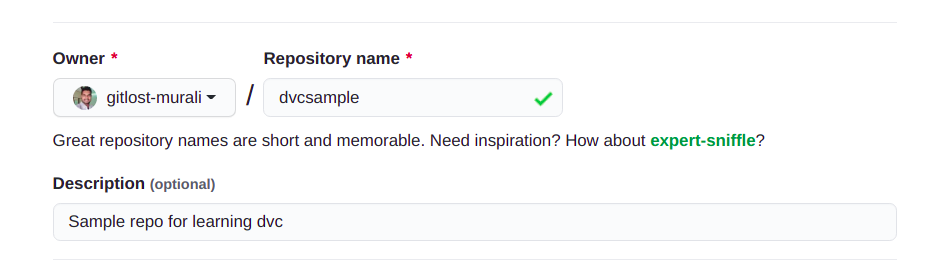 Owner * Repository name *
gitlost-murali / dvcsample
Great repository names are short and memorable. Need inspiration? How about expert-sniffle?
Description (optional)
Sample repo for learning dvc